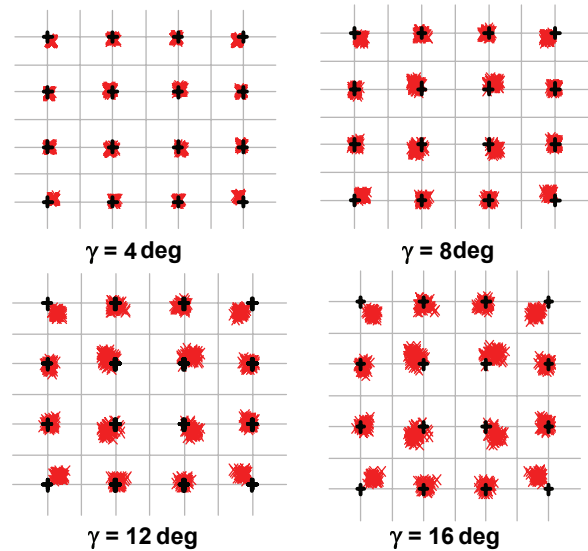 γ = 4 deg
γ = 8deg
γ = 12 deg
γ = 16 deg